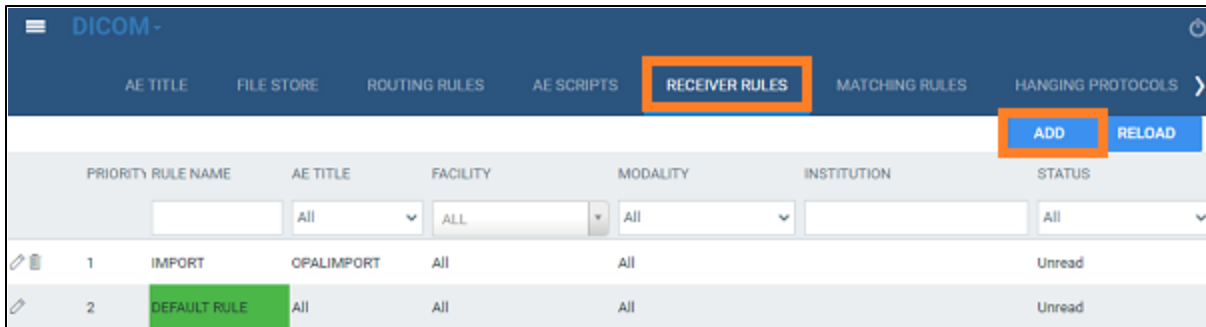 DICOM
AE TITLE FILE STORE ROUTING RULES AE SCRIPTS RECEIVER RULES MATCHING RULES HANGING PROTOCOLS
ADD RELOAD
PRIORITY RULE NAME AE TITLE FACILITY MODALITY INSTITUTION STATUS
All ALL All All
1 IMPORT OPALIMPORT All All Unread
2 DEFAULT RULE All All All Unread